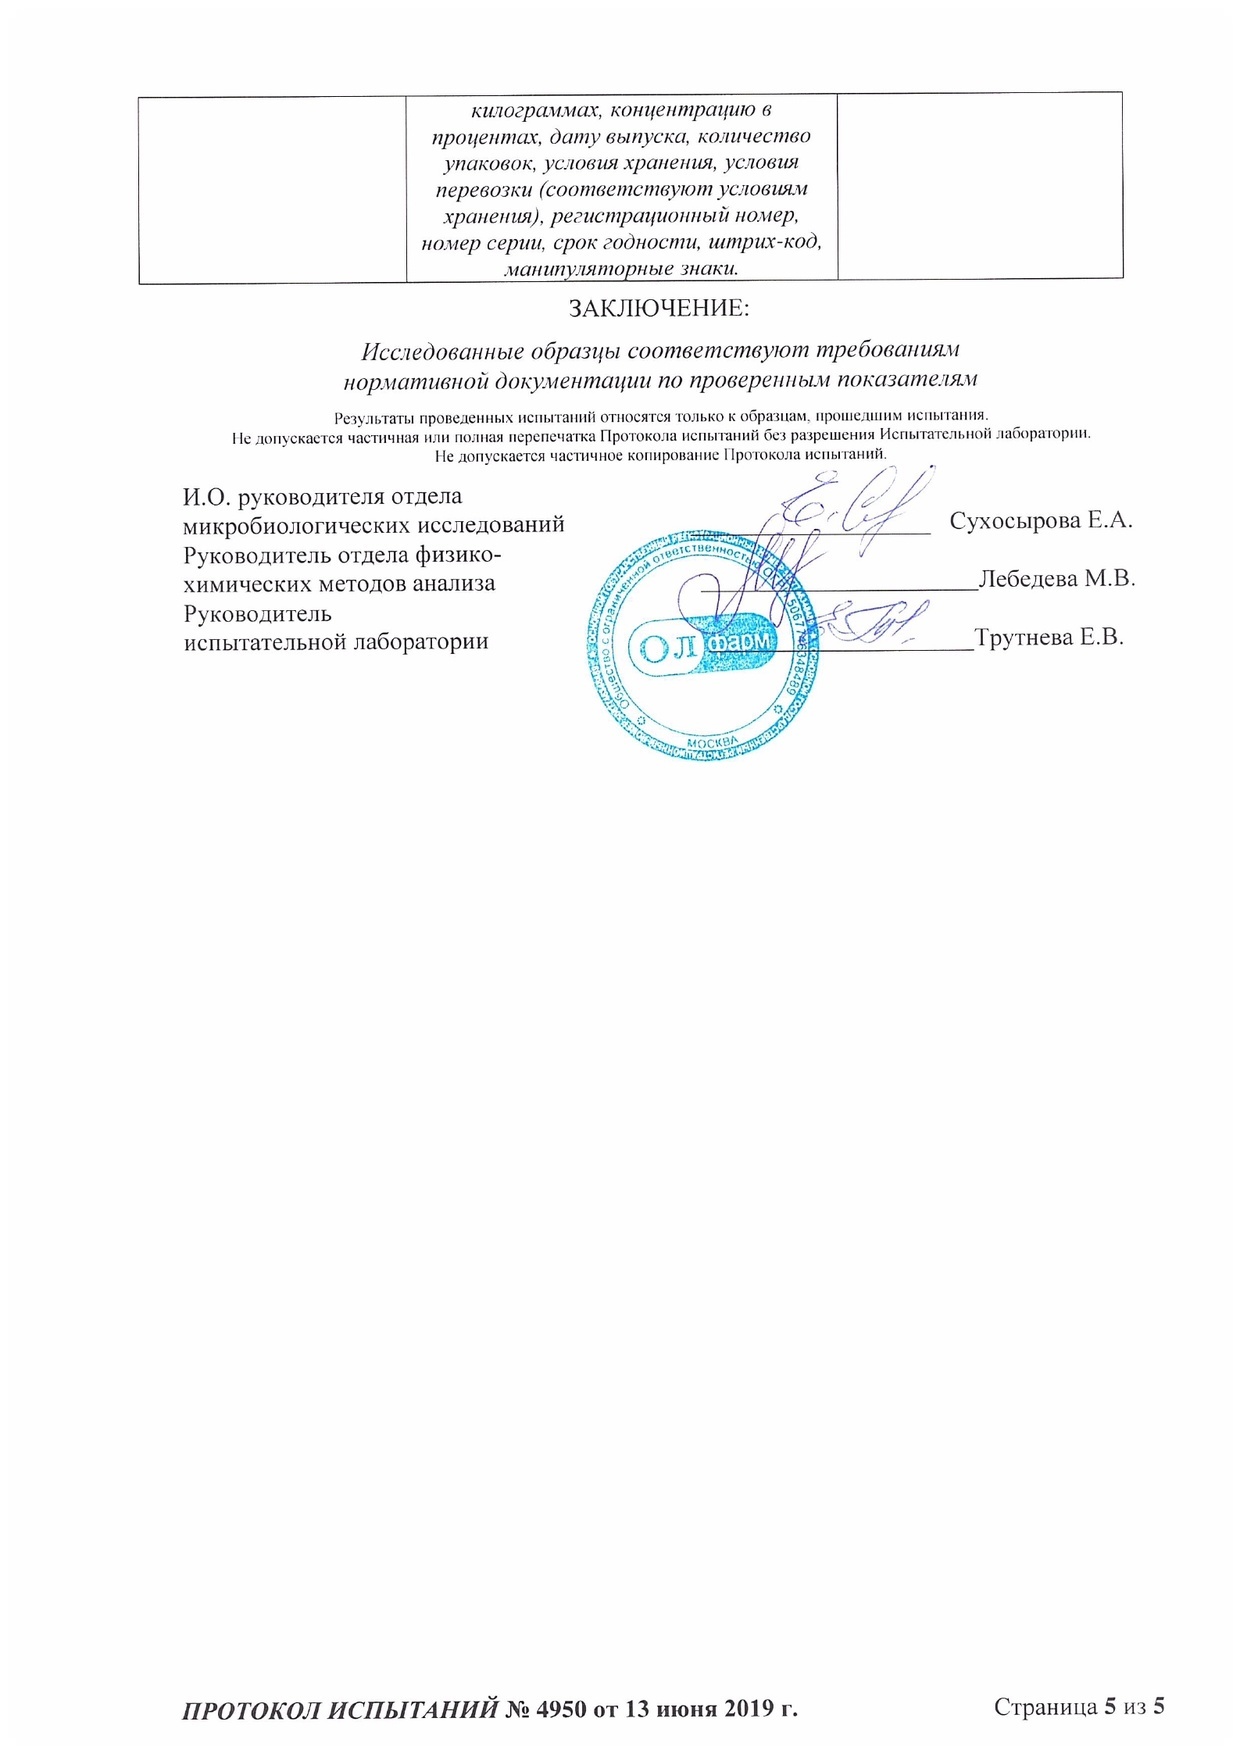 килограммах, концентрацию в
процентах, дату выпуска, количество
упаковок, условия хранения, условия
перевозки (соответствуют условиям
хранения), регистрационный номер,
номер серии, срок годности, штрих-код,
манипуляторные знаки.
ЗАКЛЮЧЕНИЕ:
Исследованные образцы соответствуют требованиям
нормативной документации по проверенным показателям
Результаты проведенных испытаний относятся только к образцам, прошедшим испытания.
Не допускается частичная или полная перепечатка Протокола испытаний без разрешения Испытательной лаборатории.
Не допускается частичное копирование Протокола испытаний.
И.О. руководителя отдела
микробиологических исследований Сухосырова Е.А.
Руководитель отдела физико-
химических методов анализа Лебедева М.В.
Руководитель
испытательной лаборатории Трутнева Е.В.
Общество с ограниченной ответственностью
ОЛ фарм
МОСКВА
ПРОТОКОЛ ИСПЫТАНИЙ № 4950 от 13 июня 2019 г. Страница 5 из 5